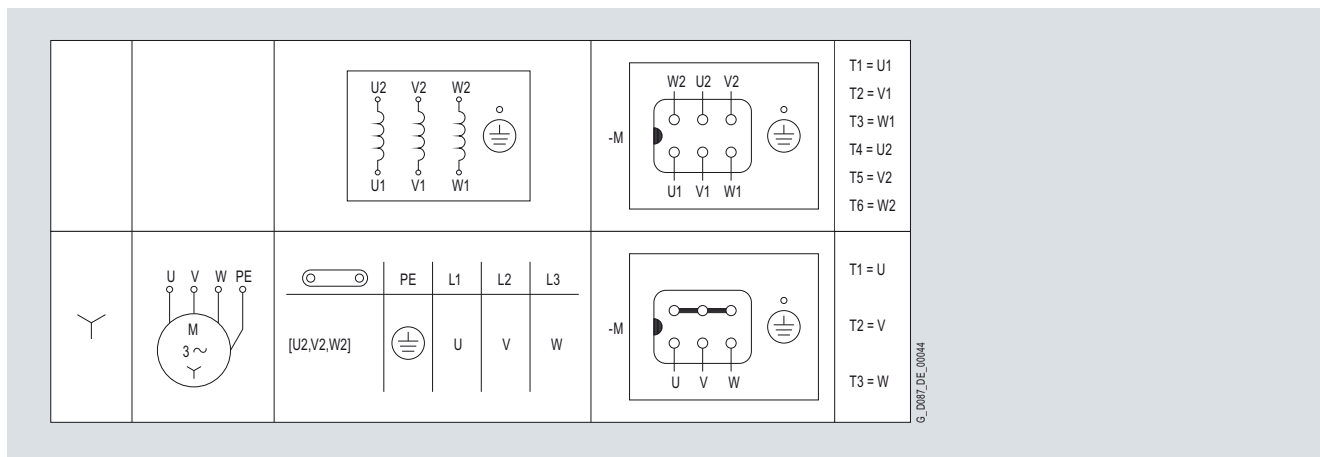 U2 V2 W2
U1 V1 W1
-M
W2 U2 V2
U1 V1 W1
T1 = U1
T2 = V1
T3 = W1
T4 = U2
T5 = V2
T6 = W2
U V W PE
M
3 ~
PE L1 L2 L3
[U2,V2,W2] U V W
-M
U V W
T1 = U
T2 = V
T3 = W
G_D087_DE_00044